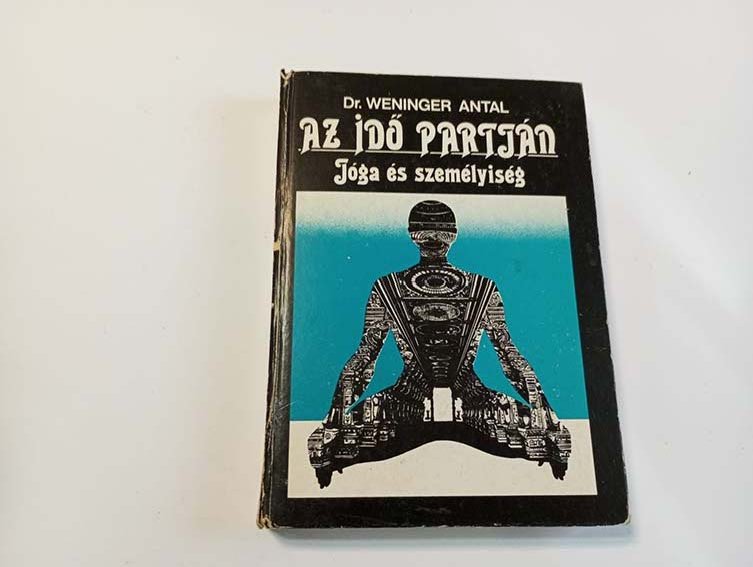 Dr. WENINGER ANTAL
AZ IDŐ PARTJÁN
Jóga és személyiség